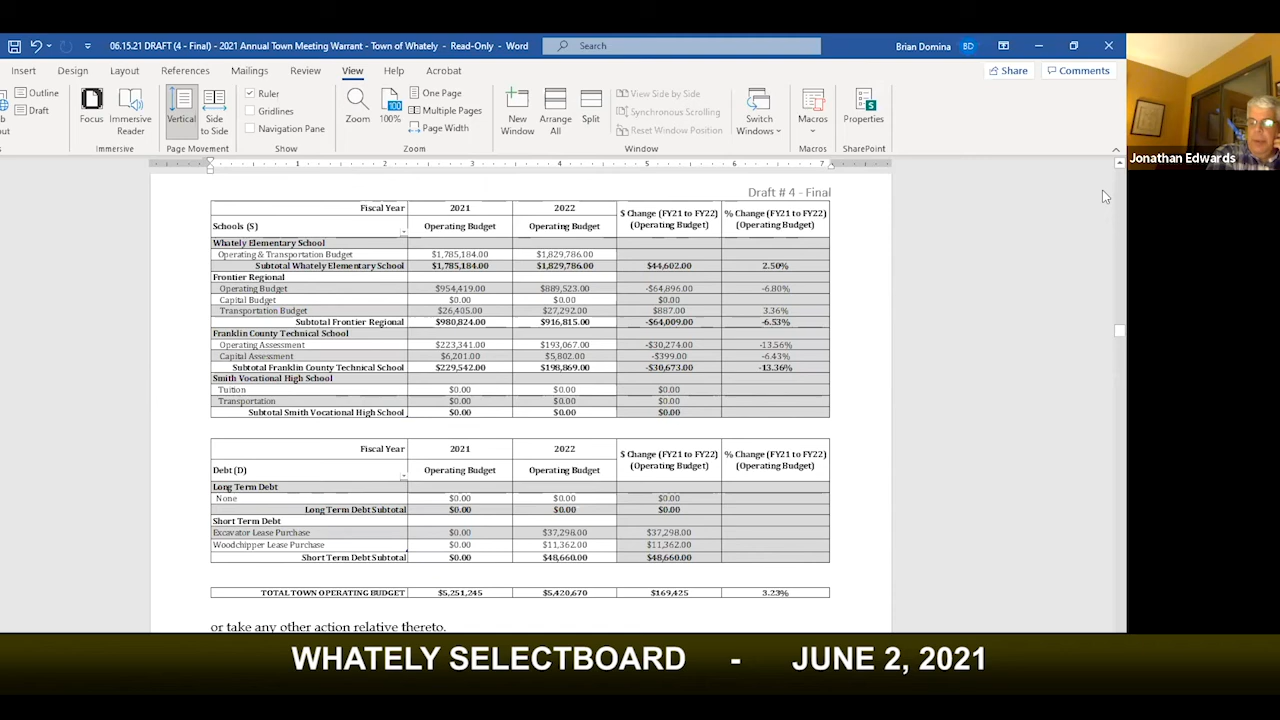 06.15.21 DRAFT (4 - Final) - 2021 Annual Town Meeting Warrant - Town of Whately - Read-Only - Word
Search
Brian Domina BD
Insert Design Layout References Mailings Review View Help Acrobat Share Comments
Outline
Draft
Focus
Immersive Reader
Immersive
Vertical
Side to Side
Page Movement
Ruler
Gridlines
Navigation Pane
Show
Zoom
100%
One Page
Multiple Pages
Page Width
Zoom
New Window
Arrange All
Split
View Side by Side
Synchronous Scrolling
Reset Window Position
Switch Windows
Window
Macros
Macros
Properties
SharePoint
Jonathan Edwards
1 2 3 4 5 6 7
Draft # 4 - Final
Fiscal Year 2021 2022 $ Change (FY21 to FY22) % Change (FY21 to FY22)
Schools (S) Operating Budget Operating Budget (Operating Budget) (Operating Budget)
Whately Elementary School
Operating & Transportation Budget $1,785,184.00 $1,829,786.00
Subtotal Whately Elementary School $1,785,184.00 $1,829,786.00 $44,602.00 2.50%
Frontier Regional
Operating Budget $954,419.00 $889,523.00 -$64,896.00 -6.80%
Capital Budget $0.00 $0.00 $0.00
Transportation Budget $26,405.00 $27,292.00 $887.00 3.36%
Subtotal Frontier Regional $980,824.00 $916,815.00 -$64,009.00 -6.53%
Franklin County Technical School
Operating Assessment $223,341.00 $193,067.00 -$30,274.00 -13.56%
Capital Assessment $6,201.00 $5,802.00 -$399.00 -6.43%
Subtotal Franklin County Technical School $229,542.00 $198,869.00 -$30,673.00 -13.36%
Smith Vocational High School
Tuition $0.00 $0.00 $0.00
Transportation $0.00 $0.00 $0.00
Subtotal Smith Vocational High School $0.00 $0.00 $0.00
Fiscal Year 2021 2022 $ Change (FY21 to FY22) % Change (FY21 to FY22)
Debt (D) Operating Budget Operating Budget (Operating Budget) (Operating Budget)
Long Term Debt
None $0.00 $0.00 $0.00
Long Term Debt Subtotal $0.00 $0.00 $0.00
Short Term Debt
Excavator Lease Purchase $0.00 $37,298.00 $37,298.00
Woodchipper Lease Purchase $0.00 $11,362.00 $11,362.00
Short Term Debt Subtotal $0.00 $48,660.00 $48,660.00
TOTAL TOWN OPERATING BUDGET $5,251,245 $5,420,670 $169,425 3.23%
or take any other action relative thereto.
WHATELY SELECTBOARD - JUNE 2, 2021